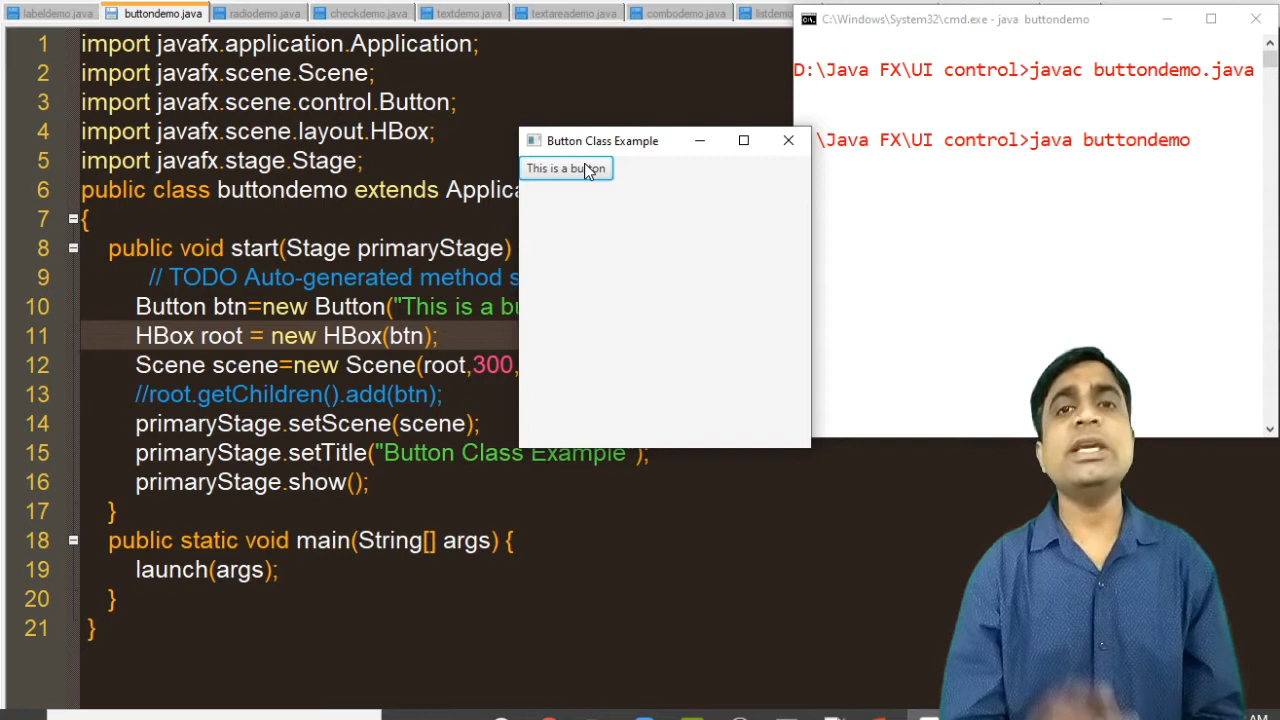 labeldemo.java buttondemo.java radiodemo.java checkdemo.java textdemo.java textareademo.java combodemo.java
1 import javafx.application.Application;
2 import javafx.scene.Scene;
3 import javafx.scene.control.Button;
4 import javafx.scene.layout.HBox;
5 import javafx.stage.Stage;
6 public class buttondemo extends Applica
7 {
8 public void start(Stage primaryStage)
9 // TODO Auto-generated method s
10 Button btn=new Button("This is a bu
11 HBox root = new HBox(btn);
12 Scene scene=new Scene(root,300,
13 //root.getChildren().add(btn);
14 primaryStage.setScene(scene);
15 primaryStage.setTitle("Button Class Example");
16 primaryStage.show();
17 }
18 public static void main(String[] args) {
19 launch(args);
20 }
21 }
Button Class Example
This is a button
C:\Windows\System32\cmd.exe - java buttondemo
D:\Java FX\UI control>javac buttondemo.java
\Java FX\UI control>java buttondemo
AM